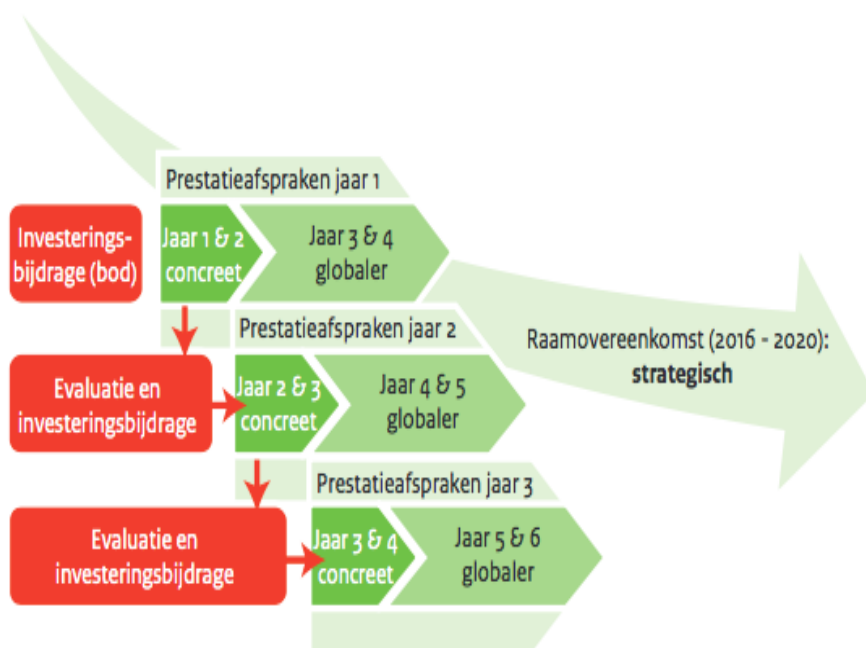 Prestatieafspraken jaar 1
Investerings-
bijdrage (bod)
Jaar 1 & 2
concreet
Jaar 3 & 4
globaler
Prestatieafspraken jaar 2
Raamovereenkomst (2016 - 2020):
strategisch
Evaluatie en
investeringsbijdrage
Jaar 2 & 3
concreet
Jaar 4 & 5
globaler
Prestatieafspraken jaar 3
Evaluatie en
investeringsbijdrage
Jaar 3 & 4
concreet
Jaar 5 & 6
globaler